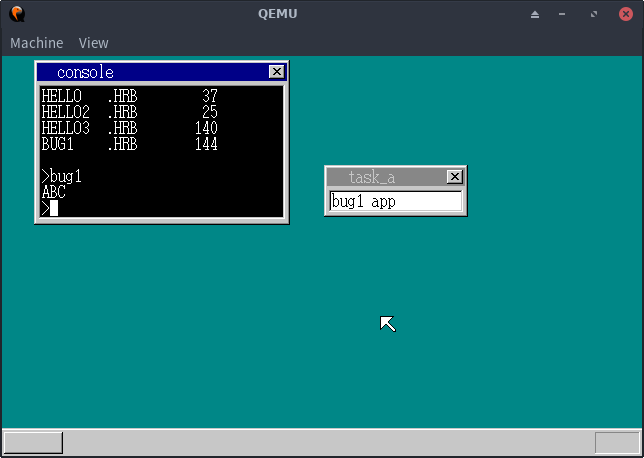 QEMU
Machine View
console
HELLO .HRB 37
HELLO2 .HRB 25
HELLO3 .HRB 140
BUG1 .HRB 144
>bug1
ABC
>
task_a
bug1 app